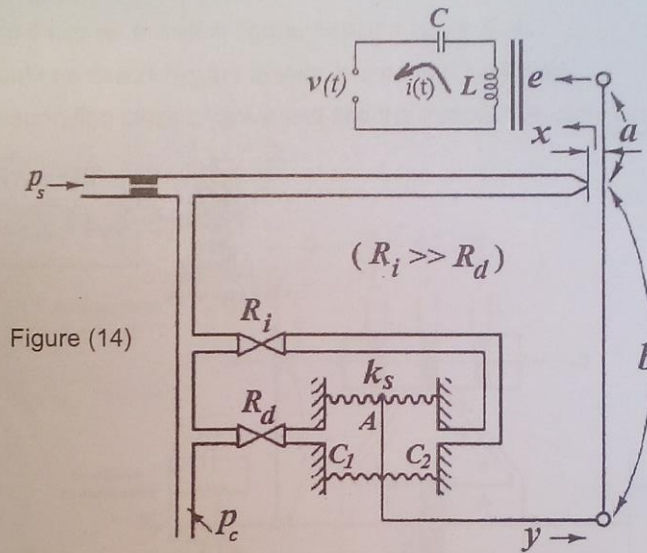 C
v(t) i(t) L e
x a
p_s
(R_i >> R_d)
R_i
Figure (14)
b
k_s
R_d
A
C_1 C_2
p_c
y